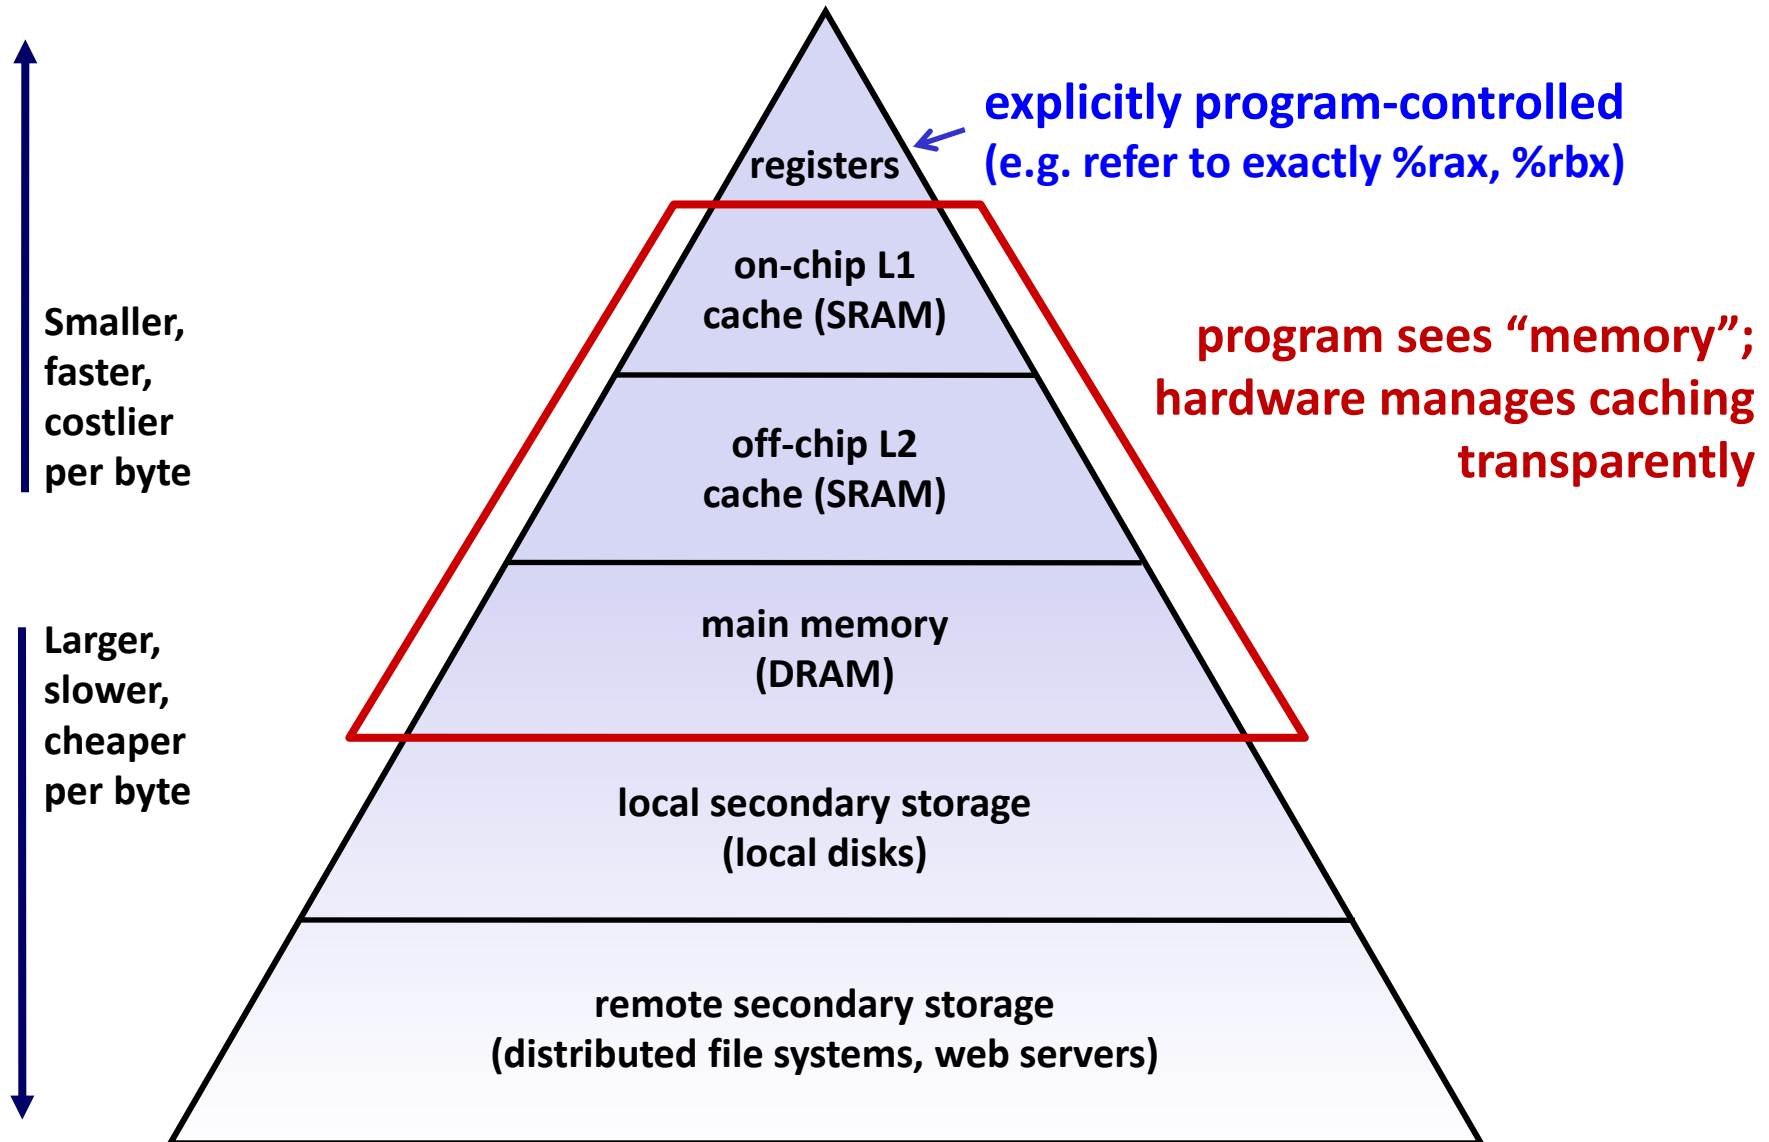 explicitly program-controlled
(e.g. refer to exactly %rax, %rbx)
registers
on-chip L1
cache (SRAM)
Smaller,
faster,
costlier
per byte
program sees “memory”;
hardware manages caching
transparently
off-chip L2
cache (SRAM)
main memory
(DRAM)
Larger,
slower,
cheaper
per byte
local secondary storage
(local disks)
remote secondary storage
(distributed file systems, web servers)